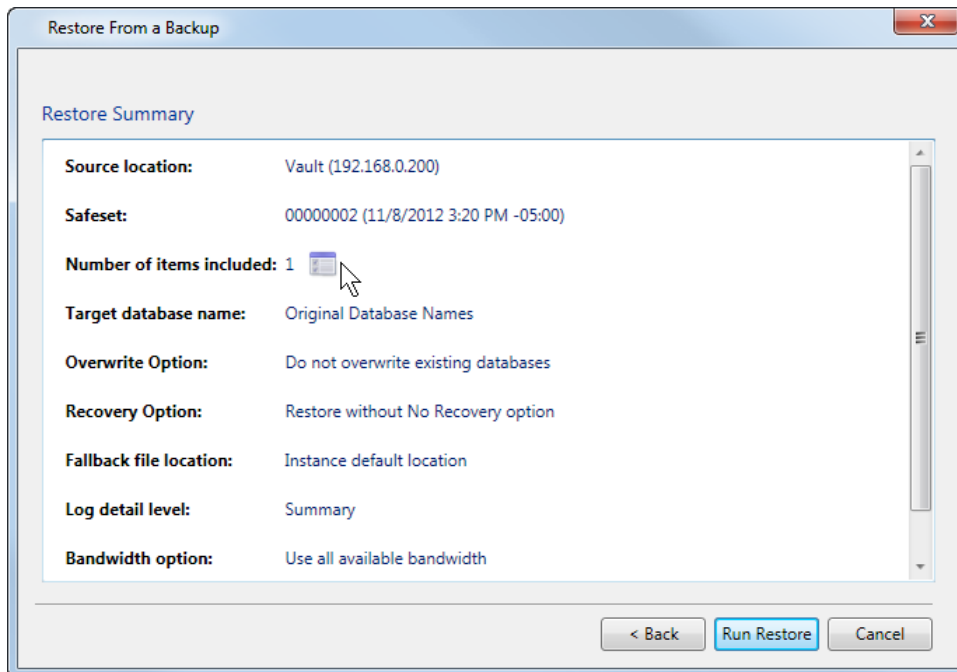 Restore From a Backup
Restore Summary
Source location: Vault (192.168.0.200)
Safeset: 00000002 (11/8/2012 3:20 PM -05:00)
Number of items included: 1
Target database name: Original Database Names
Overwrite Option: Do not overwrite existing databases
Recovery Option: Restore without No Recovery option
Fallback file location: Instance default location
Log detail level: Summary
Bandwidth option: Use all available bandwidth
< Back Run Restore Cancel